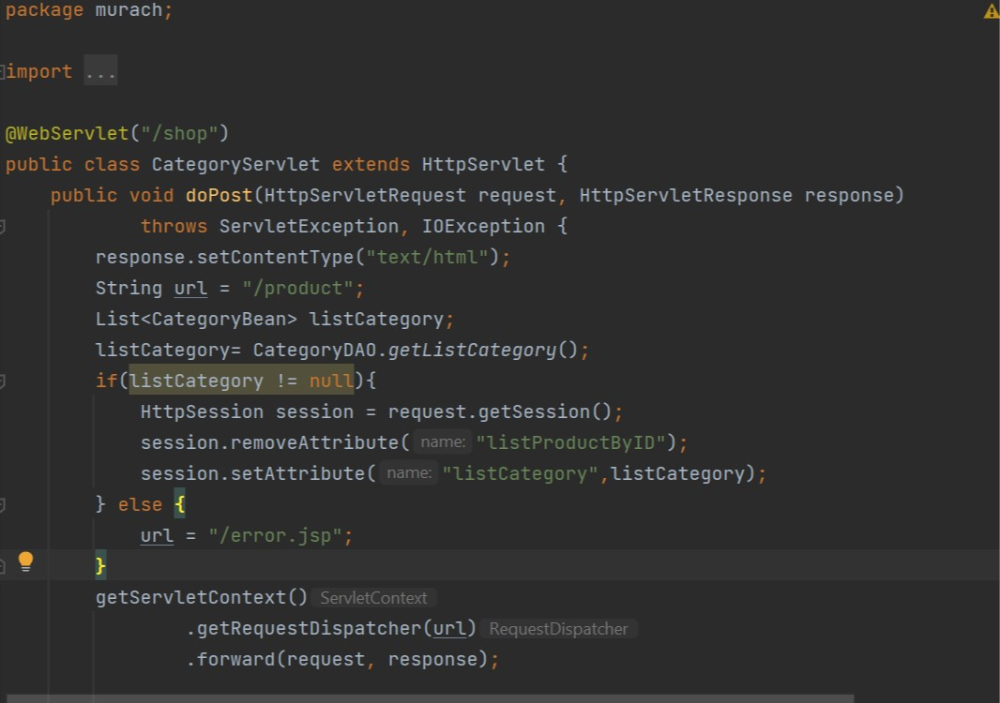 package murach;
import ...
@WebServlet("/shop")
public class CategoryServlet extends HttpServlet {
    public void doPost(HttpServletRequest request, HttpServletResponse response)
            throws ServletException, IOException {
        response.setContentType("text/html");
        String url = "/product";
        List<CategoryBean> listCategory;
        listCategory= CategoryDAO.getListCategory();
        if(listCategory != null){
            HttpSession session = request.getSession();
            session.removeAttribute( name: "listProductByID");
            session.setAttribute( name: "listCategory",listCategory);
        } else {
            url = "/error.jsp";
        }
        getServletContext() ServletContext
                .getRequestDispatcher(url) RequestDispatcher
                .forward(request, response);